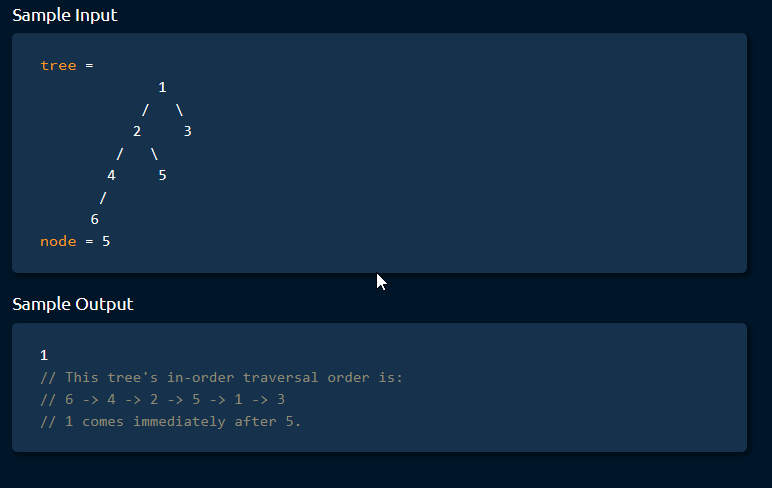 Sample Input
tree =
1
/ \
2 3
/ \
4 5
/
6
node = 5
Sample Output
1
// This tree's in-order traversal order is:
// 6 -> 4 -> 2 -> 5 -> 1 -> 3
// 1 comes immediately after 5.